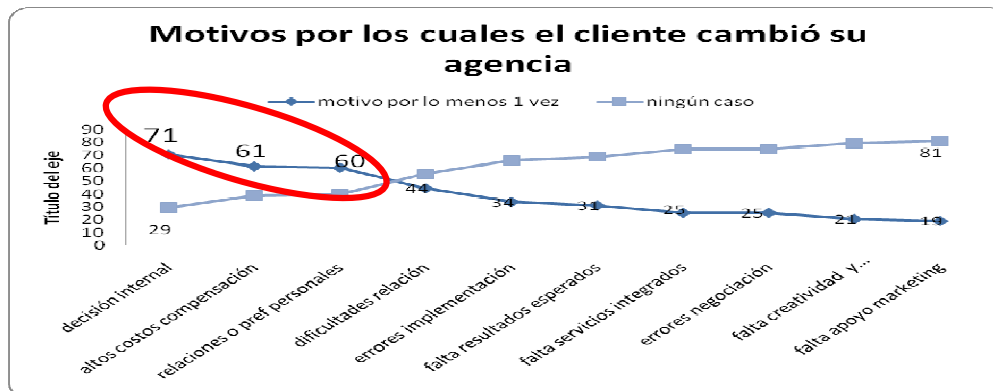 Motivos por los cuales el cliente cambió su
agencia
motivo por lo menos 1 vez
ningún caso
Título del eje
90
80
70
60
50
40
30
20
10
0
71
61
60
44
34
31
25
25
21
19
29
81
decisión internal
altos costos compensación
relaciones o pref personales
dificultades relación
errores implementación
falta resultados esperados
falta servicios integrados
errores negociación
falta creatividad y...
falta apoyo marketing